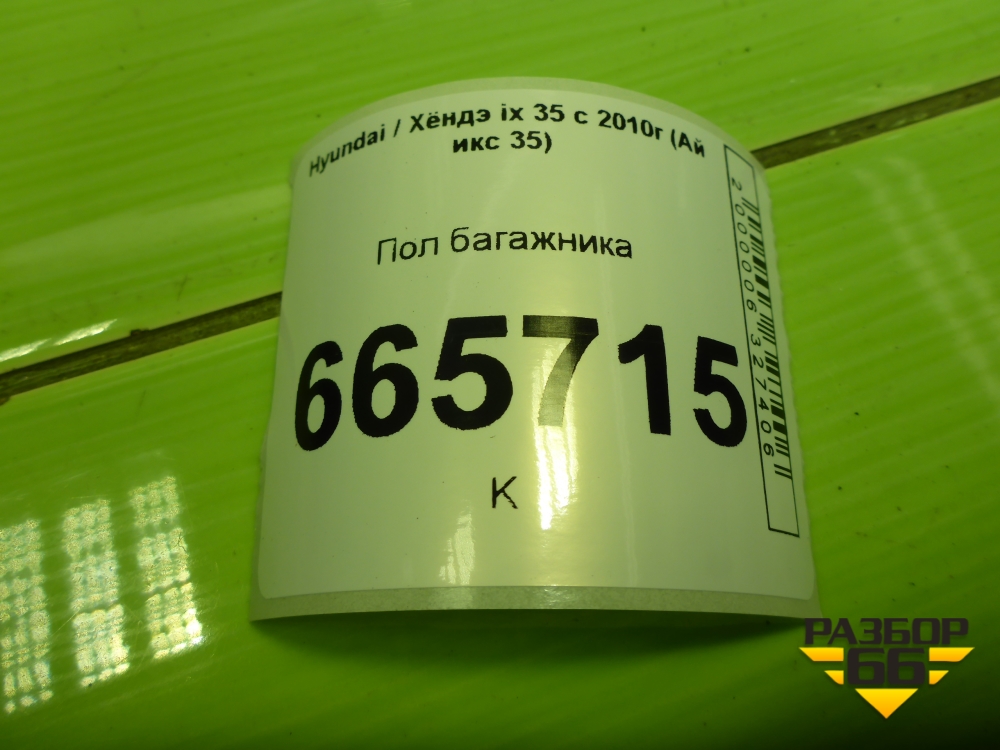 Hyundai / Хёндэ ix 35 с 2010г (Ай
икс 35)
Пол багажника
665715
К
2000006327406
РАЗБОР
66